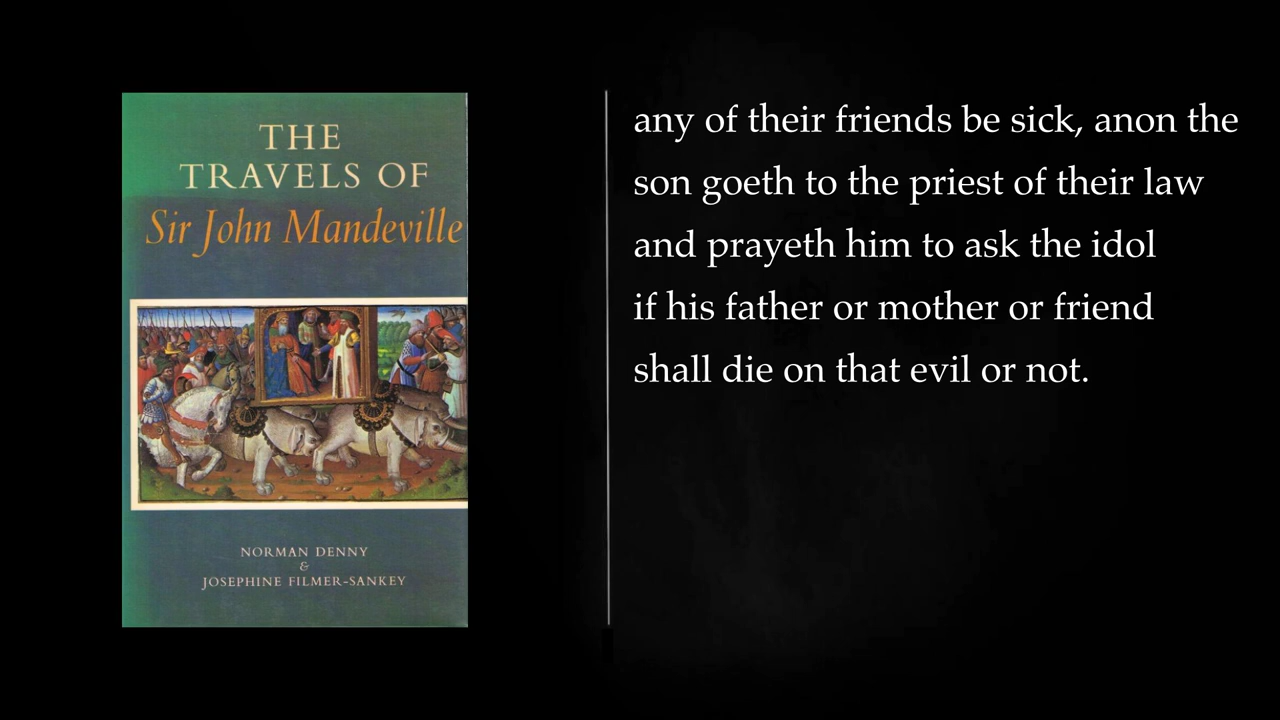 THE
TRAVELS OF
Sir John Mandeville
NORMAN DENNY
&
JOSEPHINE FILMER-SANKEY
any of their friends be sick, anon the
son goeth to the priest of their law
and prayeth him to ask the idol
if his father or mother or friend
shall die on that evil or not.